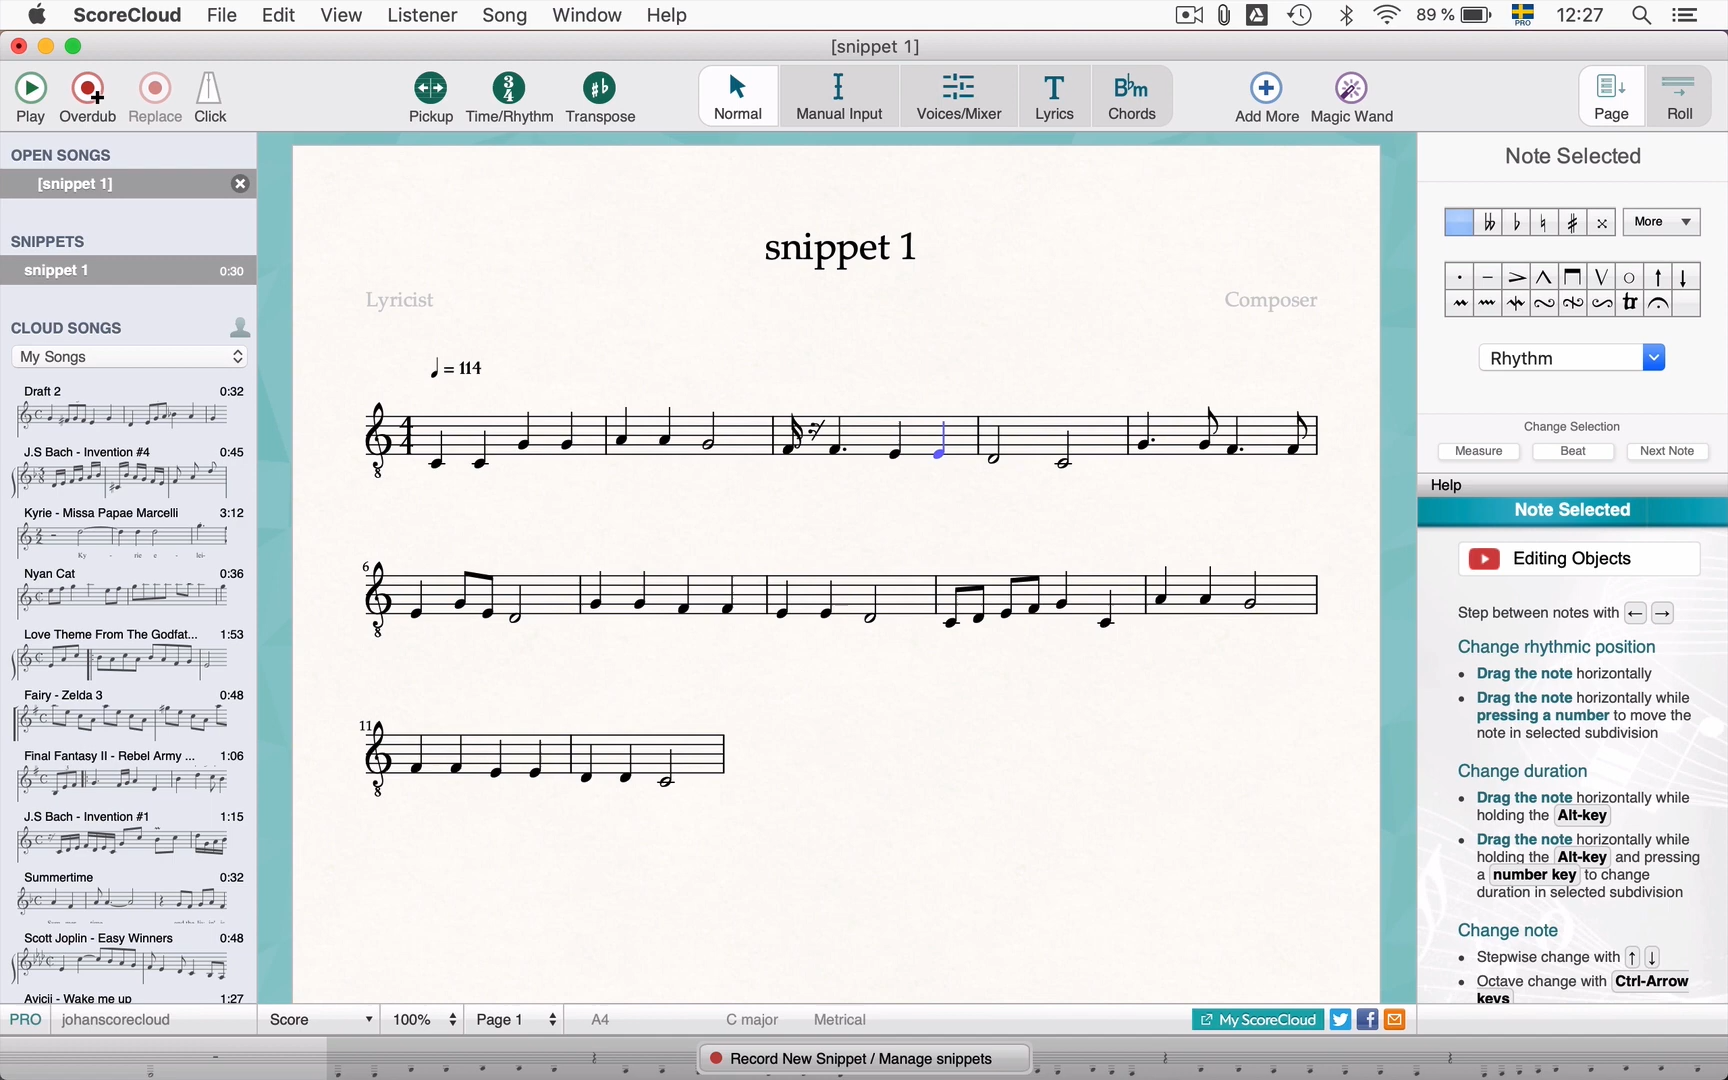 ScoreCloud File Edit View Listener Song Window Help 89 % PRO 12:27
[snippet 1]
Play Overdub Replace Click Pickup Time/Rhythm Transpose Normal Manual Input Voices/Mixer Lyrics Chords Add More Magic Wand Page Roll
OPEN SONGS
[snippet 1]
SNIPPETS
snippet 1 0:30
CLOUD SONGS
My Songs
Draft 2 0:32
J.S Bach - Invention #4 0:45
Kyrie - Missa Papae Marcelli 3:12
Ky - rie e - lei-
Nyan Cat 0:36
Love Theme From The Godfat... 1:53
Fairy - Zelda 3 0:48
Final Fantasy II - Rebel Army ... 1:06
J.S Bach - Invention #1 1:15
Summertime 0:32
Scott Joplin - Easy Winners 0:48
Avicii - Wake me up 1:27
snippet 1
Lyricist Composer
= 114
4
4
8
6
8
11
8
Note Selected
More
Rhythm
Change Selection
Measure Beat Next Note
Help
Note Selected
Editing Objects
Step between notes with ← →
Change rhythmic position
• Drag the note horizontally
• Drag the note horizontally while
pressing a number to move the
note in selected subdivision
Change duration
• Drag the note horizontally while
holding the Alt-key
• Drag the note horizontally while
holding the Alt-key and pressing
a number key to change
duration in selected subdivision
Change note
• Stepwise change with ↑ ↓
• Octave change with Ctrl-Arrow
keys
PRO johanscorecloud Score 100% Page 1 A4 C major Metrical My ScoreCloud
Record New Snippet / Manage snippets